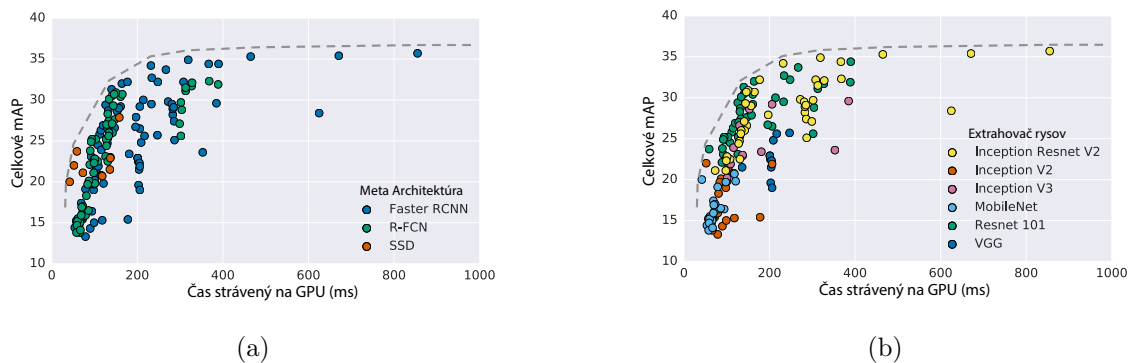 40
35
30
25
20
15
10
Celkové mAP
Meta Architektúra
Faster RCNN
R-FCN
SSD
0 200 400 600 800 1000
Čas strávený na GPU (ms)
(a)
40
35
30
25
20
15
10
Celkové mAP
Extrahovač rysov
Inception Resnet V2
Inception V2
Inception V3
MobileNet
Resnet 101
VGG
0 200 400 600 800 1000
Čas strávený na GPU (ms)
(b)